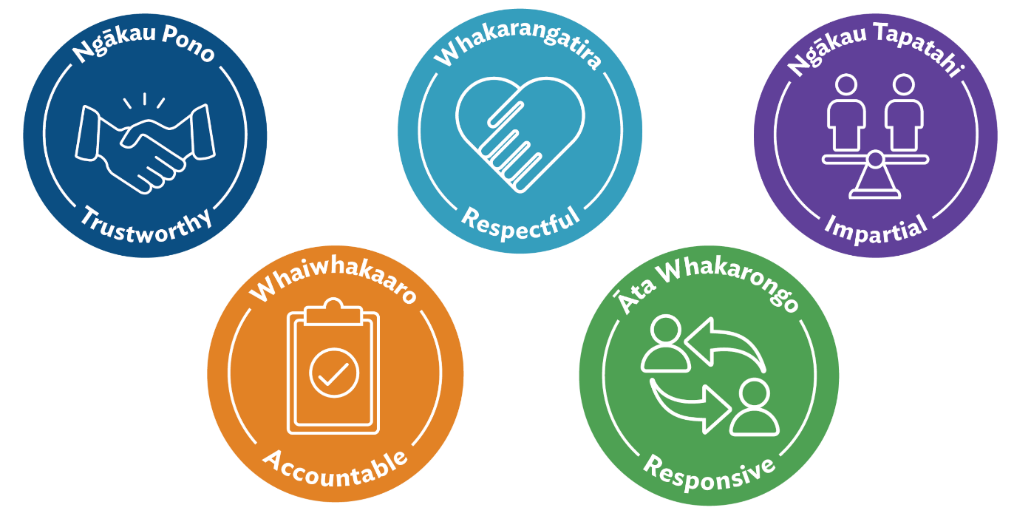 Ngākau Pono
Trustworthy
Whakarangatira
Respectful
Ngākau Tapatahi
Impartial
Whaiwhakaaro
Accountable
Āta Whakarongo
Responsive